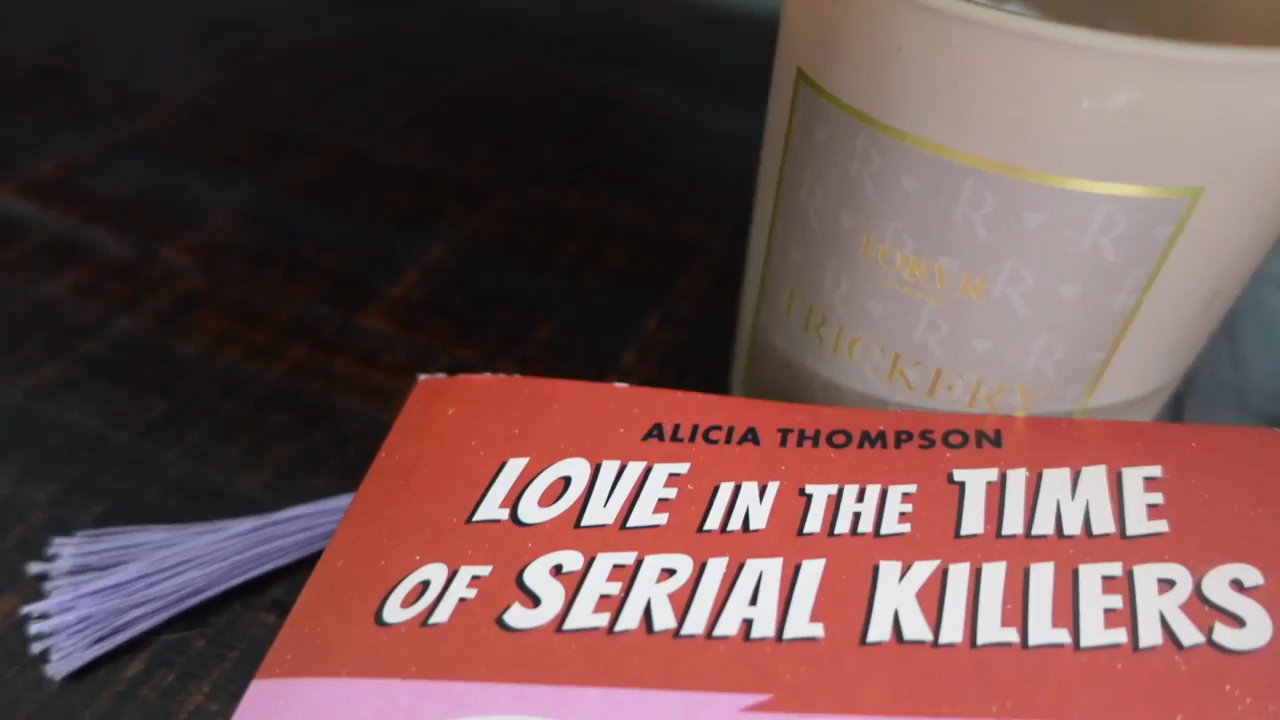 FORVR
TRICKERY
ALICIA THOMPSON
LOVE IN THE TIME
OF SERIAL KILLERS